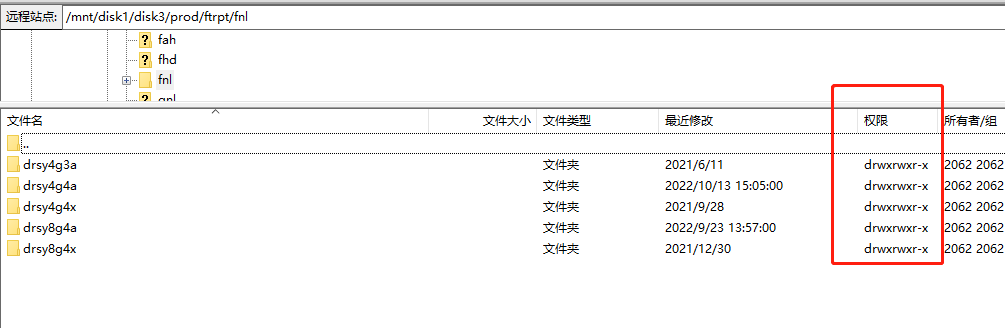 远程站点: /mnt/disk1/disk3/prod/ftrpt/fnl
? fah
? fhd
fnl
?
文件名 文件大小 文件类型 最近修改 权限 所有者/组
..
drsy4g3a 文件夹 2021/6/11 drwxrwxr-x 2062 2062
drsy4g4a 文件夹 2022/10/13 15:05:00 drwxrwxr-x 2062 2062
drsy4g4x 文件夹 2021/9/28 drwxrwxr-x 2062 2062
drsy8g4a 文件夹 2022/9/23 13:57:00 drwxrwxr-x 2062 2062
drsy8g4x 文件夹 2021/12/30 drwxrwxr-x 2062 2062